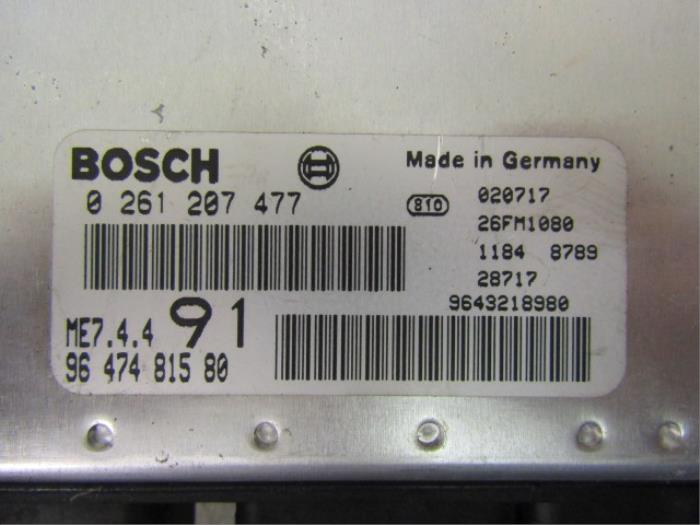 BOSCH
Made in Germany
0 261 207 477
810
020717
26FM1080
1184 8789
28717
9643218980
ME7.4.4 91
96 474 815 80